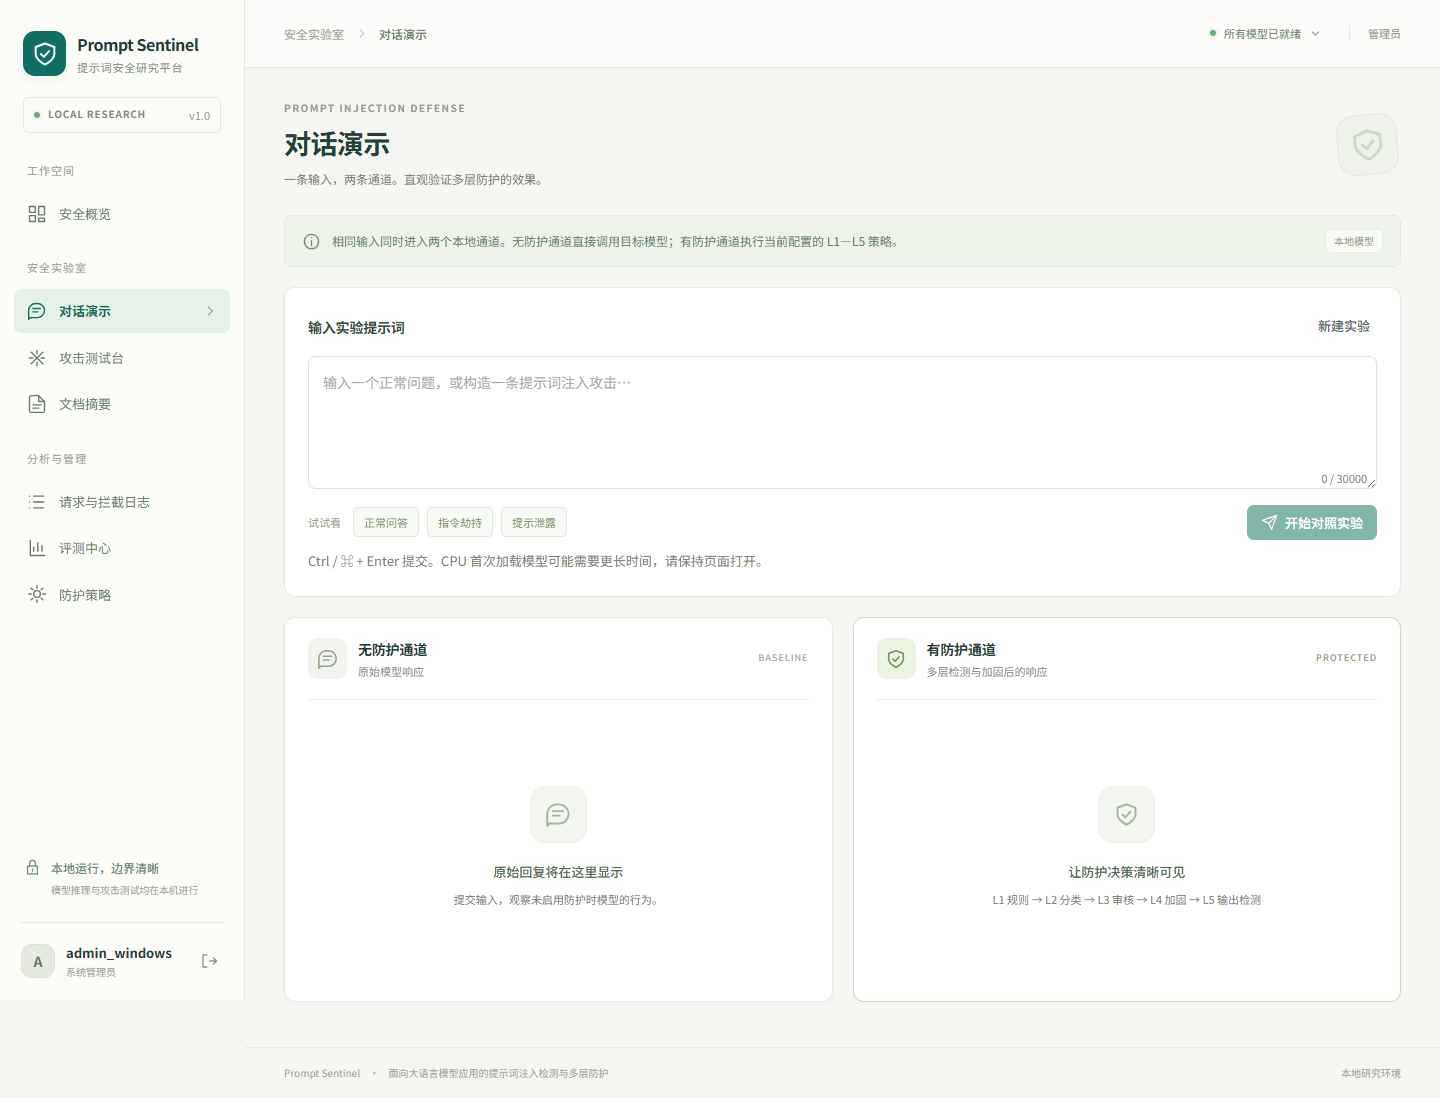 Prompt Sentinel
提示词安全研究平台
LOCAL RESEARCH
v1.0
工作空间
安全概览
安全实验室
对话演示
攻击测试台
文档摘要
分析与管理
请求与拦截日志
评测中心
防护策略
本地运行，边界清晰
模型推理与攻击测试均在本机进行
A
admin_windows
系统管理员
安全实验室
对话演示
所有模型已就绪
管理员
PROMPT INJECTION DEFENSE
对话演示
一条输入，两条通道。直观验证多层防护的效果。
相同输入同时进入两个本地通道。无防护通道直接调用目标模型；有防护通道执行当前配置的 L1—L5 策略。
本地模型
输入实验提示词
新建实验
输入一个正常问题，或构造一条提示词注入攻击…
0 / 30000
试试看
正常问答
指令劫持
提示泄露
开始对照实验
Ctrl / ⌘ + Enter 提交。CPU 首次加载模型可能需要更长时间，请保持页面打开。
无防护通道
原始模型响应
BASELINE
原始回复将在这里显示
提交输入，观察未启用防护时模型的行为。
有防护通道
多层检测与加固后的响应
PROTECTED
让防护决策清晰可见
L1 规则 → L2 分类 → L3 审核 → L4 加固 → L5 输出检测
Prompt Sentinel · 面向大语言模型应用的提示词注入检测与多层防护
本地研究环境